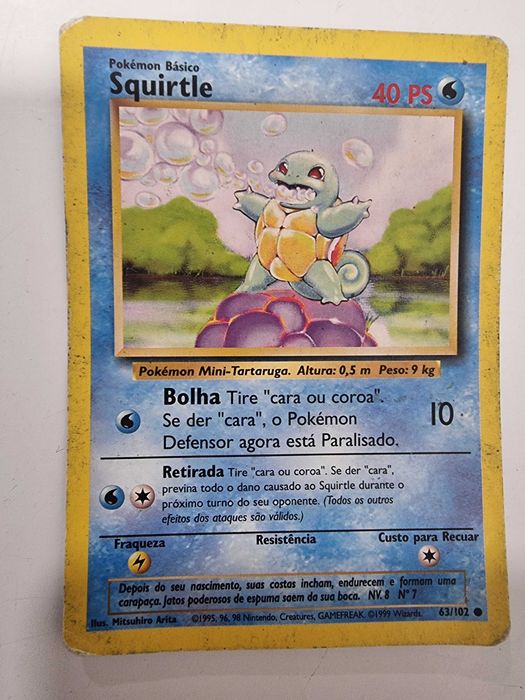 Pokémon Básico
Squirtle
40 PS
Pokémon Mini-Tartaruga. Altura: 0,5 m Peso: 9 kg
Bolha Tire "cara ou coroa".
Se der "cara", o Pokémon 10
Defensor agora está Paralisado.
Retirada Tire "cara ou coroa". Se der "cara",
previna todo o dano causado ao Squirtle durante o
próximo turno do seu oponente. (Todos os outros
efeitos dos ataques são válidos.)
Fraqueza Resistência Custo para Recuar
Depois do seu nascimento, suas costas incham, endurecem e formam uma
carapaça. Jatos poderosos de espuma saem da sua boca. NV. 8 Nº 7
Ilus. Mitsuhiro Arita ©1995, 96, 98 Nintendo, Creatures, GAMEFREAK. ©1999 Wizards. 63/102